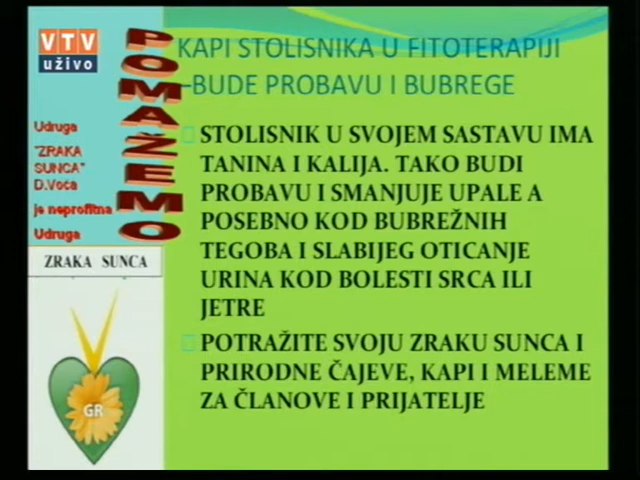 VTV
uživo
POMAŽEMO
Udruga
"ZRAKA
SUNCA"
D.Voća
je neprofitna
Udruga
ZRAKA SUNCA
GR
KAPI STOLISNIKA U FITOTERAPIJI
–BUDE PROBAVU I BUBREGE
STOLISNIK U SVOJEM SASTAVU IMA
TANINA I KALIJA. TAKO BUDI
PROBAVU I SMANJUJE UPALE A
POSEBNO KOD BUBREŽNIH
TEGOBA I SLABIJEG OTICANJE
URINA KOD BOLESTI SRCA ILI
JETRE
POTRAŽITE SVOJU ZRAKU SUNCA I
PRIRODNE ČAJEVE, KAPI I MELEME
ZA ČLANOVE I PRIJATELJE